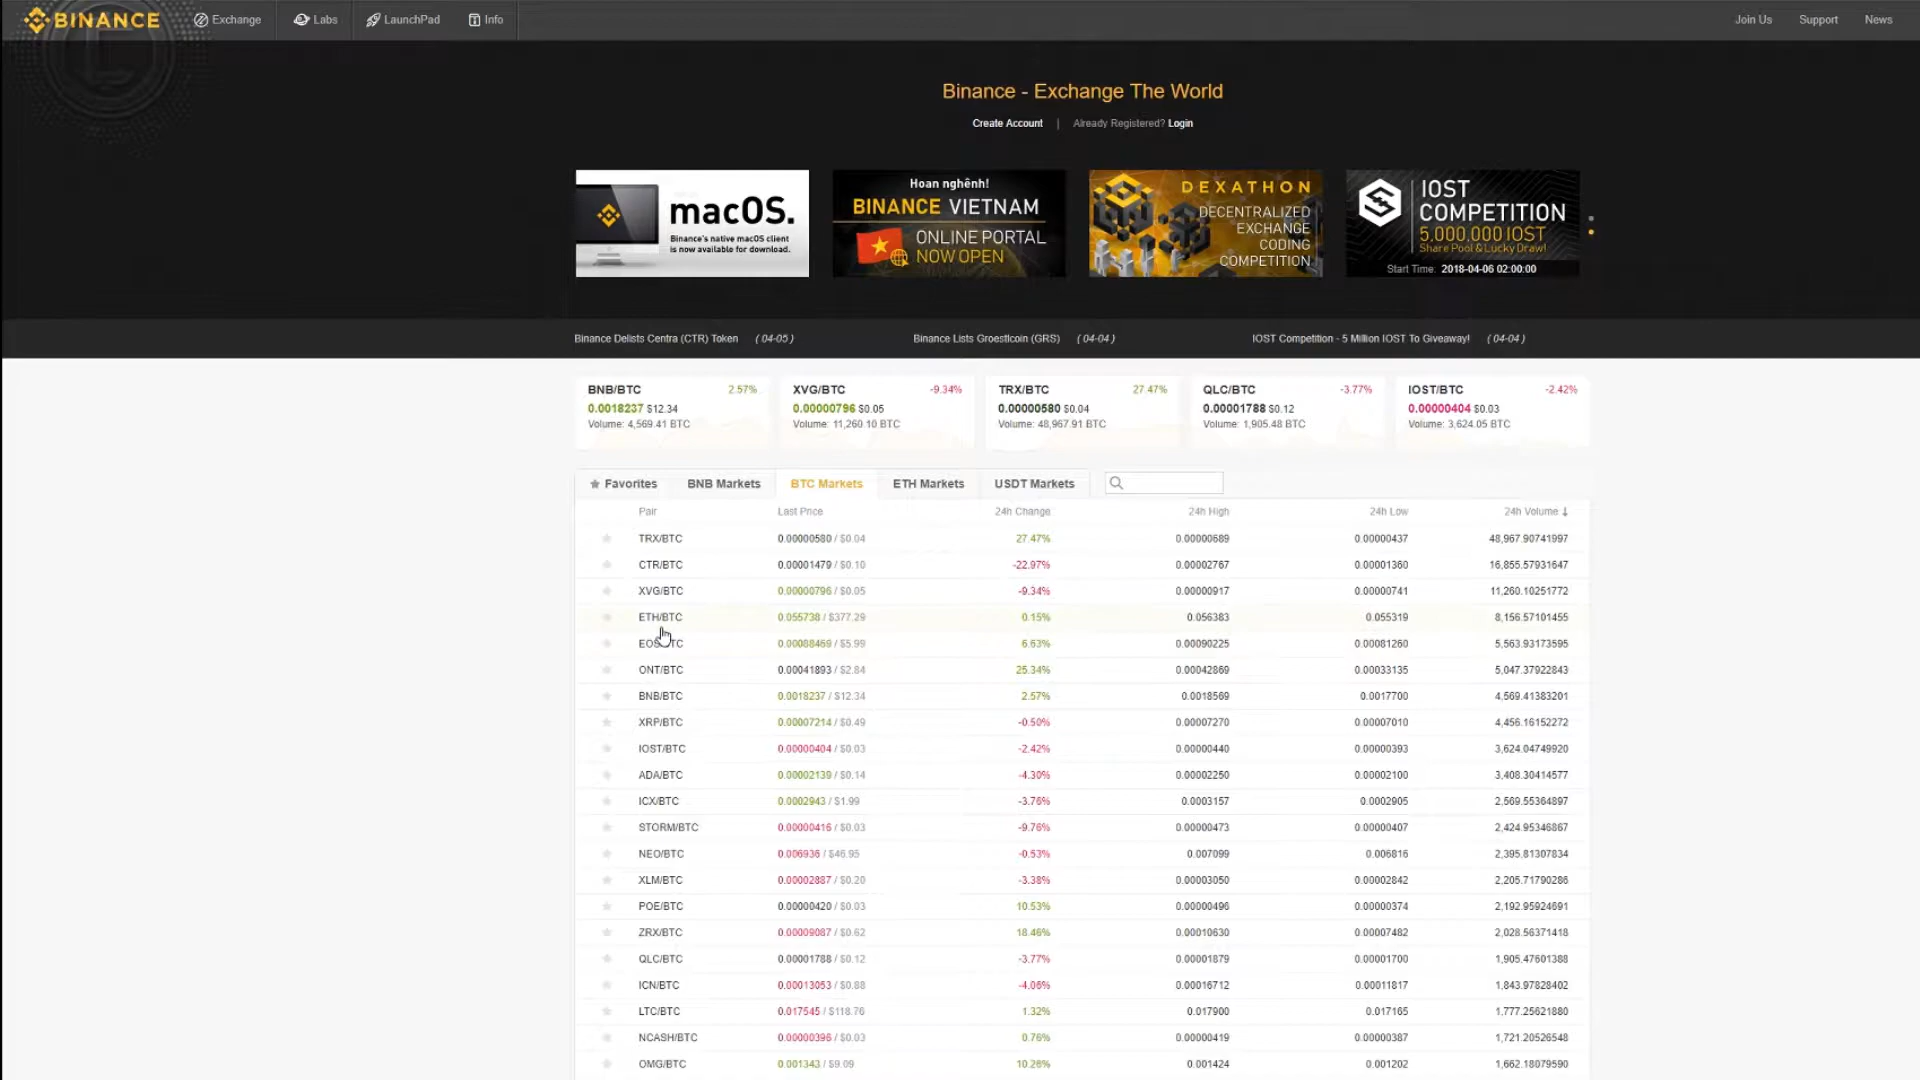 BINANCE Exchange Labs LaunchPad Info Join Us Support News
Binance - Exchange The World
Create Account | Already Registered? Login
macOS.
Binance's native macOS client
is now available for download.
Hoan nghênh!
BINANCE VIETNAM
ONLINE PORTAL
NOW OPEN
DEXATHON
DECENTRALIZED
EXCHANGE
CODING
COMPETITION
IOST
COMPETITION
5,000,000 IOST
Share Pool & Lucky Draw!
Start Time: 2018-04-06 02:00:00
Binance Delists Centra (CTR) Token (04-05) Binance Lists Groestlcoin (GRS) (04-04) IOST Competition - 5 Million IOST To Giveaway! (04-04)
BNB/BTC 2.57%
0.0018237 $12.34
Volume: 4,569.41 BTC
XVG/BTC -9.34%
0.00000796 $0.05
Volume: 11,260.10 BTC
TRX/BTC 27.47%
0.00000580 $0.04
Volume: 48,967.91 BTC
QLC/BTC -3.77%
0.00001788 $0.12
Volume: 1,905.48 BTC
IOST/BTC -2.42%
0.00000404 $0.03
Volume: 3,624.05 BTC
Favorites BNB Markets BTC Markets ETH Markets USDT Markets
Pair Last Price 24h Change 24h High 24h Low 24h Volume ↓
TRX/BTC 0.00000580 / $0.04 27.47% 0.00000689 0.00000437 48,967.90741997
CTR/BTC 0.00001479 / $0.10 -22.97% 0.00002767 0.00001360 16,855.57931647
XVG/BTC 0.00000796 / $0.05 -9.34% 0.00000917 0.00000741 11,260.10251772
ETH/BTC 0.055738 / $377.29 0.15% 0.056383 0.055319 8,156.57101455
EOS/BTC 0.00088469 / $5.99 6.63% 0.00090225 0.00081260 5,563.93173595
ONT/BTC 0.00041893 / $2.84 25.34% 0.00042869 0.00033135 5,047.37922843
BNB/BTC 0.0018237 / $12.34 2.57% 0.0018569 0.0017700 4,569.41383201
XRP/BTC 0.00007214 / $0.49 -0.50% 0.00007270 0.00007010 4,456.16152272
IOST/BTC 0.00000404 / $0.03 -2.42% 0.00000440 0.00000393 3,624.04749920
ADA/BTC 0.00002139 / $0.14 -4.30% 0.00002250 0.00002100 3,408.30414577
ICX/BTC 0.0002943 / $1.99 -3.76% 0.0003157 0.0002905 2,569.55364897
STORM/BTC 0.00000416 / $0.03 -9.76% 0.00000473 0.00000407 2,424.95346867
NEO/BTC 0.006936 / $46.95 -0.53% 0.007099 0.006816 2,395.81307834
XLM/BTC 0.00002887 / $0.20 -3.38% 0.00003050 0.00002842 2,205.71790286
POE/BTC 0.00000420 / $0.03 10.53% 0.00000496 0.00000374 2,192.95924691
ZRX/BTC 0.00009087 / $0.62 18.46% 0.00010630 0.00007482 2,028.56371418
QLC/BTC 0.00001788 / $0.12 -3.77% 0.00001879 0.00001700 1,905.47601388
ICN/BTC 0.00013053 / $0.88 -4.06% 0.00016712 0.00011817 1,843.97828402
LTC/BTC 0.017545 / $118.76 1.32% 0.017900 0.017165 1,777.25621880
NCASH/BTC 0.00000396 / $0.03 0.76% 0.00000419 0.00000387 1,721.20526548
OMG/BTC 0.001343 / $9.09 10.26% 0.001424 0.001202 1,662.18079590